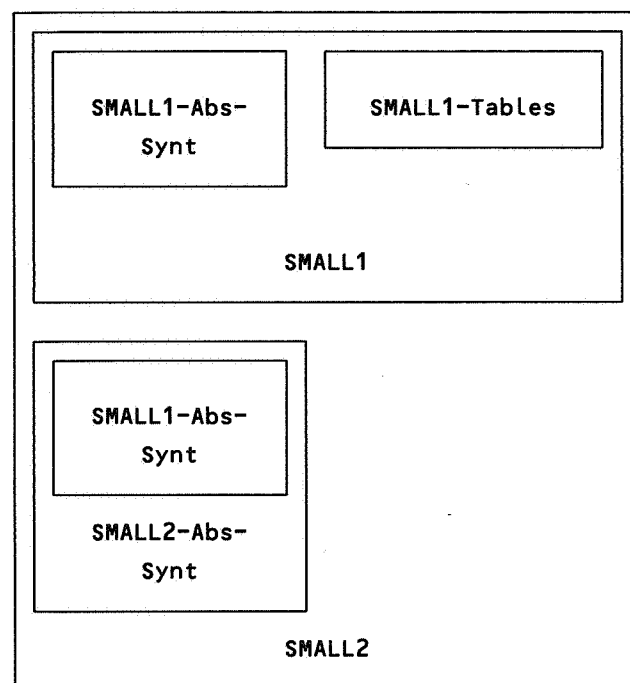 SMALL1-Abs-
Synt
SMALL1-Tables
SMALL1
SMALL1-Abs-
Synt
SMALL2-Abs-
Synt
SMALL2